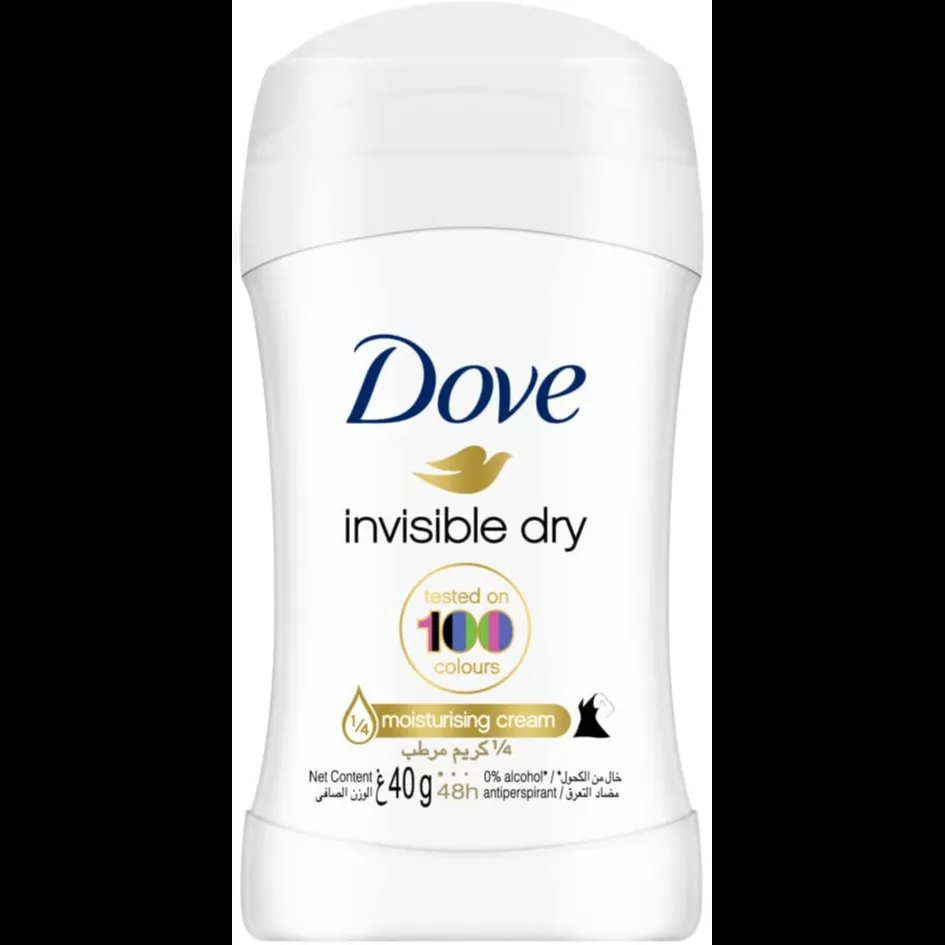 Dove
invisible dry
tested on
100
colours
1/4 moisturising cream
1/4 كريم مرطب
Net Content غ 40 g 48h 0% alcohol* / *خال من الكحول
الوزن الصافي antiperspirant / مضاد التعرق